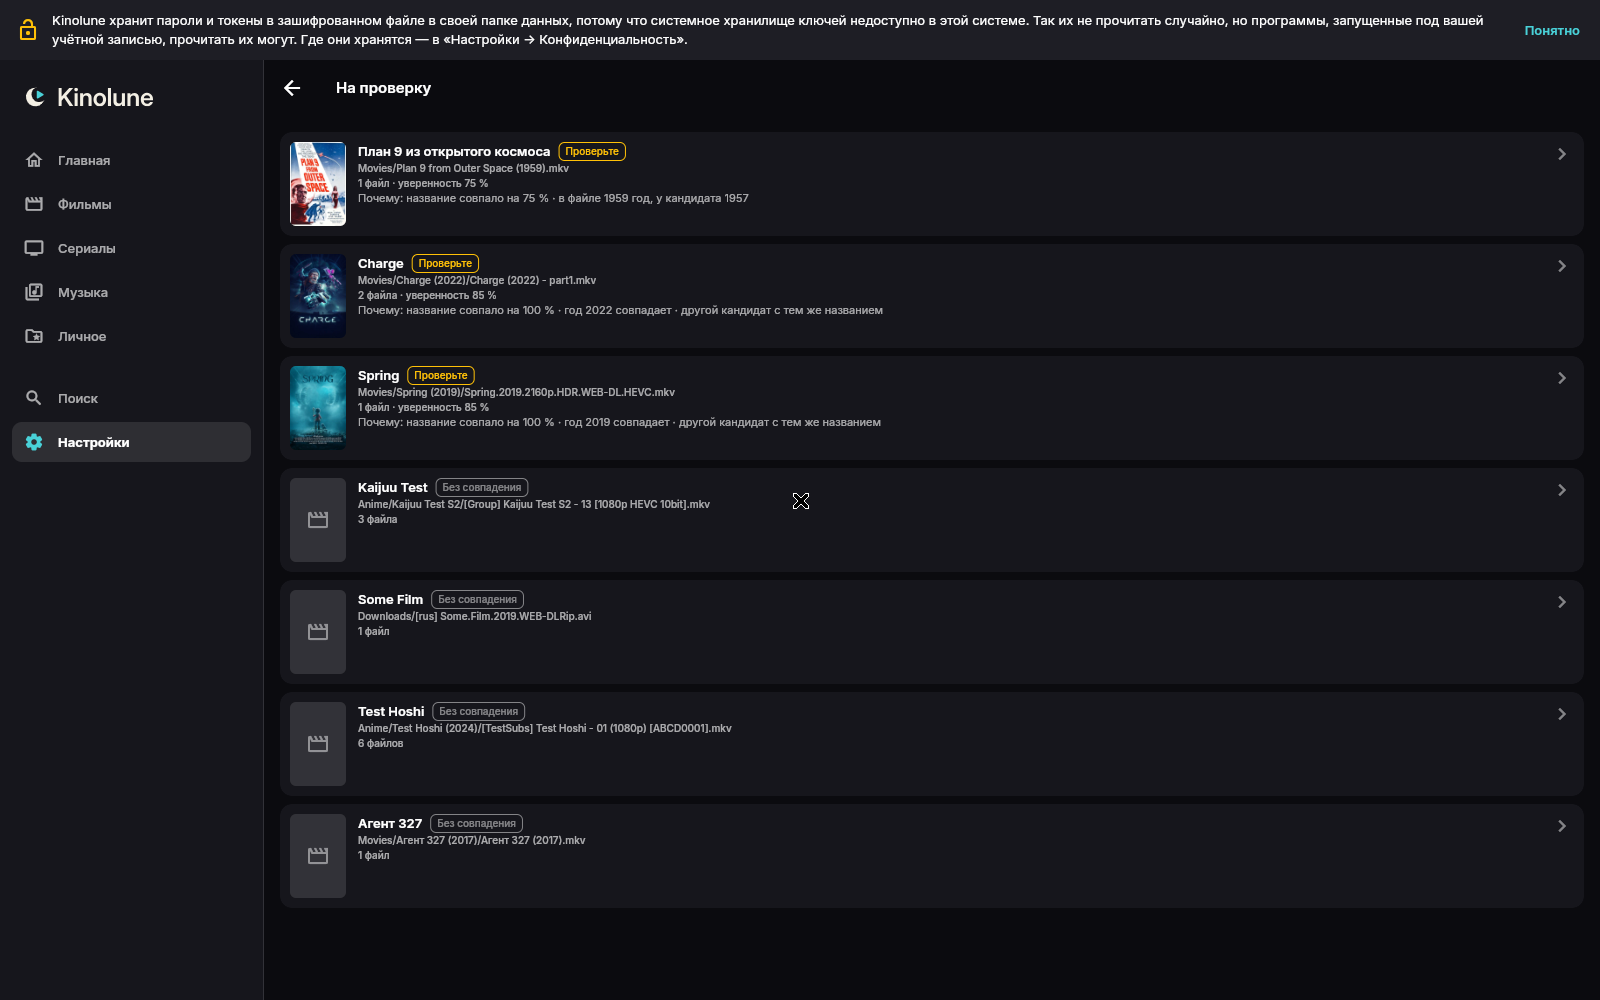 Kinolune хранит пароли и токены в зашифрованном файле в своей папке данных, потому что системное хранилище ключей недоступно в этой системе. Так их не прочитать случайно, но программы, запущенные под вашей
учётной записью, прочитать их могут. Где они хранятся — в «Настройки → Конфиденциальность».
Понятно
Kinolune
Главная
Фильмы
Сериалы
Музыка
Личное
Поиск
Настройки
На проверку
План 9 из открытого космоса Проверьте
Movies/Plan 9 from Outer Space (1959).mkv
1 файл · уверенность 75 %
Почему: название совпало на 75 % · в файле 1959 год, у кандидата 1957
PLAN 9
FROM
OUTER
SPACE
Charge Проверьте
Movies/Charge (2022)/Charge (2022) - part1.mkv
2 файла · уверенность 85 %
Почему: название совпало на 100 % · год 2022 совпадает · другой кандидат с тем же названием
CHARGE
Spring Проверьте
Movies/Spring (2019)/Spring.2019.2160p.HDR.WEB-DL.HEVC.mkv
1 файл · уверенность 85 %
Почему: название совпало на 100 % · год 2019 совпадает · другой кандидат с тем же названием
SPRING
Kaijuu Test Без совпадения
Anime/Kaijuu Test S2/[Group] Kaijuu Test S2 - 13 [1080p HEVC 10bit].mkv
3 файла
Some Film Без совпадения
Downloads/[rus] Some.Film.2019.WEB-DLRip.avi
1 файл
Test Hoshi Без совпадения
Anime/Test Hoshi (2024)/[TestSubs] Test Hoshi - 01 (1080p) [ABCD0001].mkv
6 файлов
Агент 327 Без совпадения
Movies/Агент 327 (2017)/Агент 327 (2017).mkv
1 файл